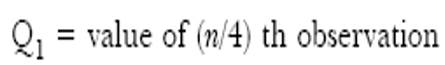 Q₁ = value of (n/4) th observation